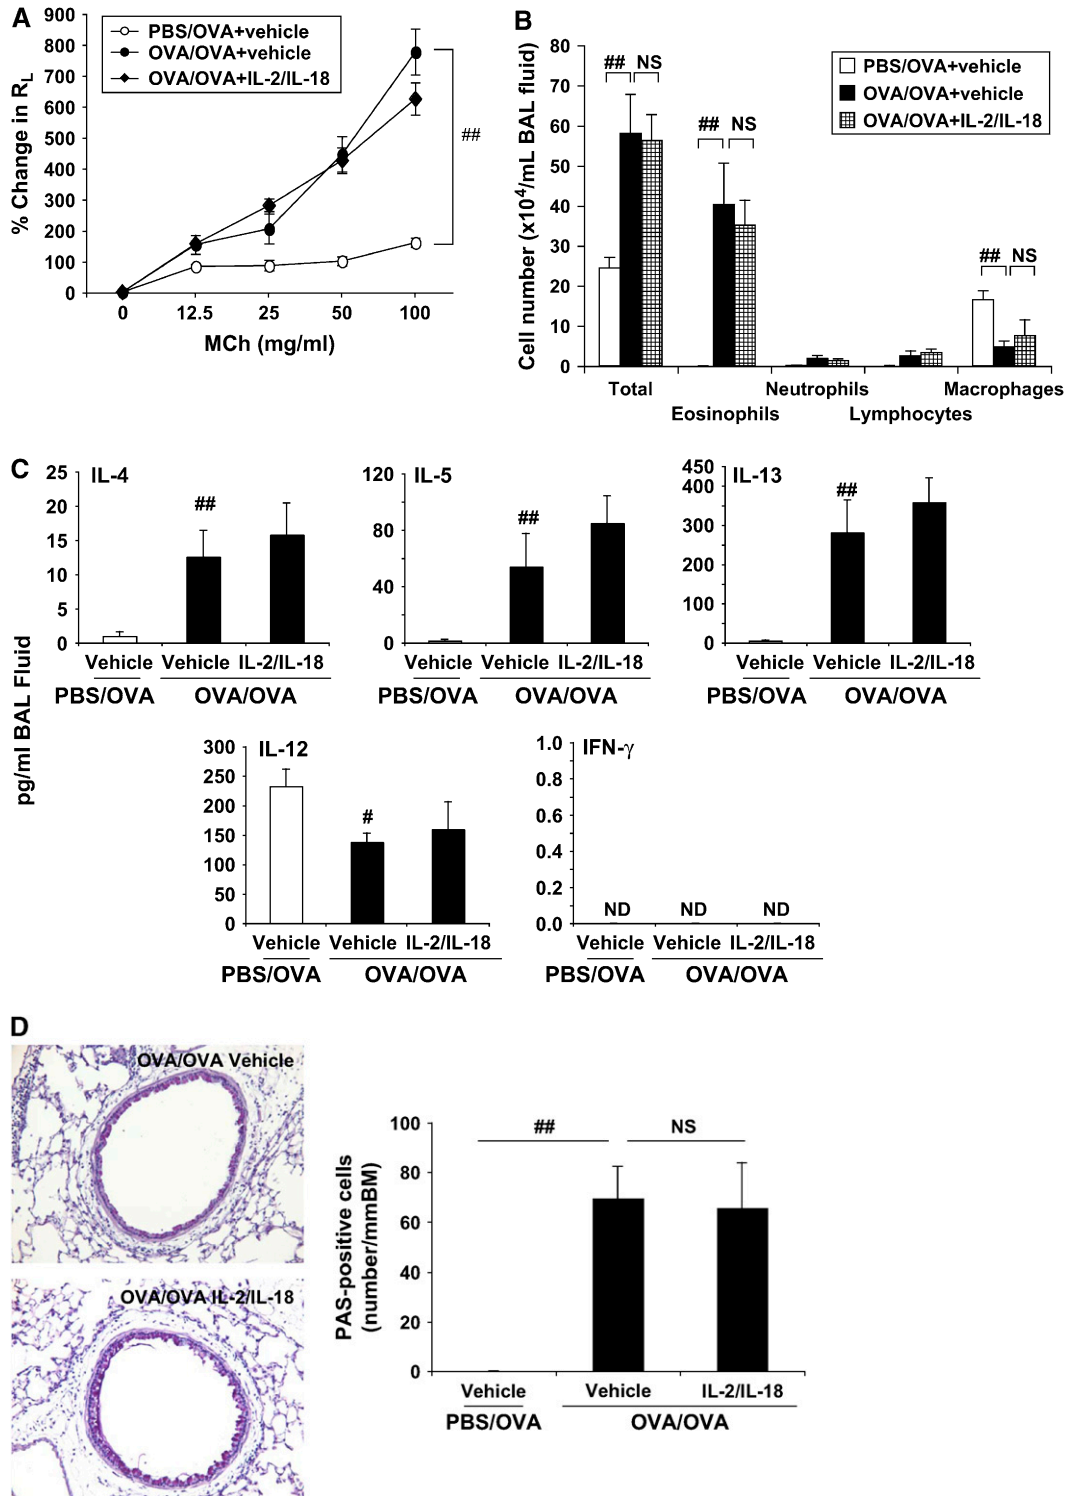 A
900
800
700
600
500
400
300
200
100
0
% Change in RL
PBS/OVA+vehicle
OVA/OVA+vehicle
OVA/OVA+IL-2/IL-18
##
0 12.5 25 50 100
MCh (mg/ml)
B
80
70
60
50
40
30
20
10
0
Cell number (x10⁴/mL BAL fluid)
PBS/OVA+vehicle
OVA/OVA+vehicle
OVA/OVA+IL-2/IL-18
## NS
## NS
## NS
Total
Eosinophils
Neutrophils
Lymphocytes
Macrophages
C
pg/ml BAL Fluid
IL-4
25
20
15
10
5
0
##
Vehicle Vehicle IL-2/IL-18
PBS/OVA OVA/OVA
IL-5
120
80
40
0
##
Vehicle Vehicle IL-2/IL-18
PBS/OVA OVA/OVA
IL-13
450
400
300
200
100
0
##
Vehicle Vehicle IL-2/IL-18
PBS/OVA OVA/OVA
IL-12
300
250
200
150
100
50
0
#
Vehicle Vehicle IL-2/IL-18
PBS/OVA OVA/OVA
IFN-γ
1.0
0.8
0.6
0.4
0.2
0.0
ND ND ND
Vehicle Vehicle IL-2/IL-18
PBS/OVA OVA/OVA
D
OVA/OVA Vehicle
OVA/OVA IL-2/IL-18
PAS-positive cells
(number/mmBM)
100
80
60
40
20
0
## NS
Vehicle Vehicle IL-2/IL-18
PBS/OVA OVA/OVA